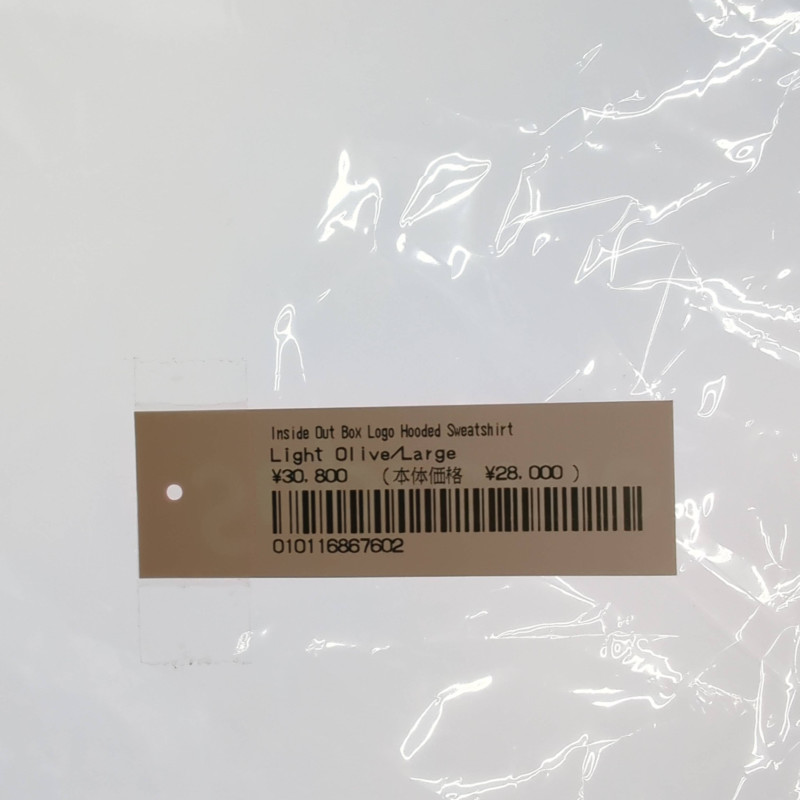 Inside Out Box Logo Hooded Sweatshirt
Light Olive/Large
¥30,800 (本体価格 ¥28,000)
010116867602